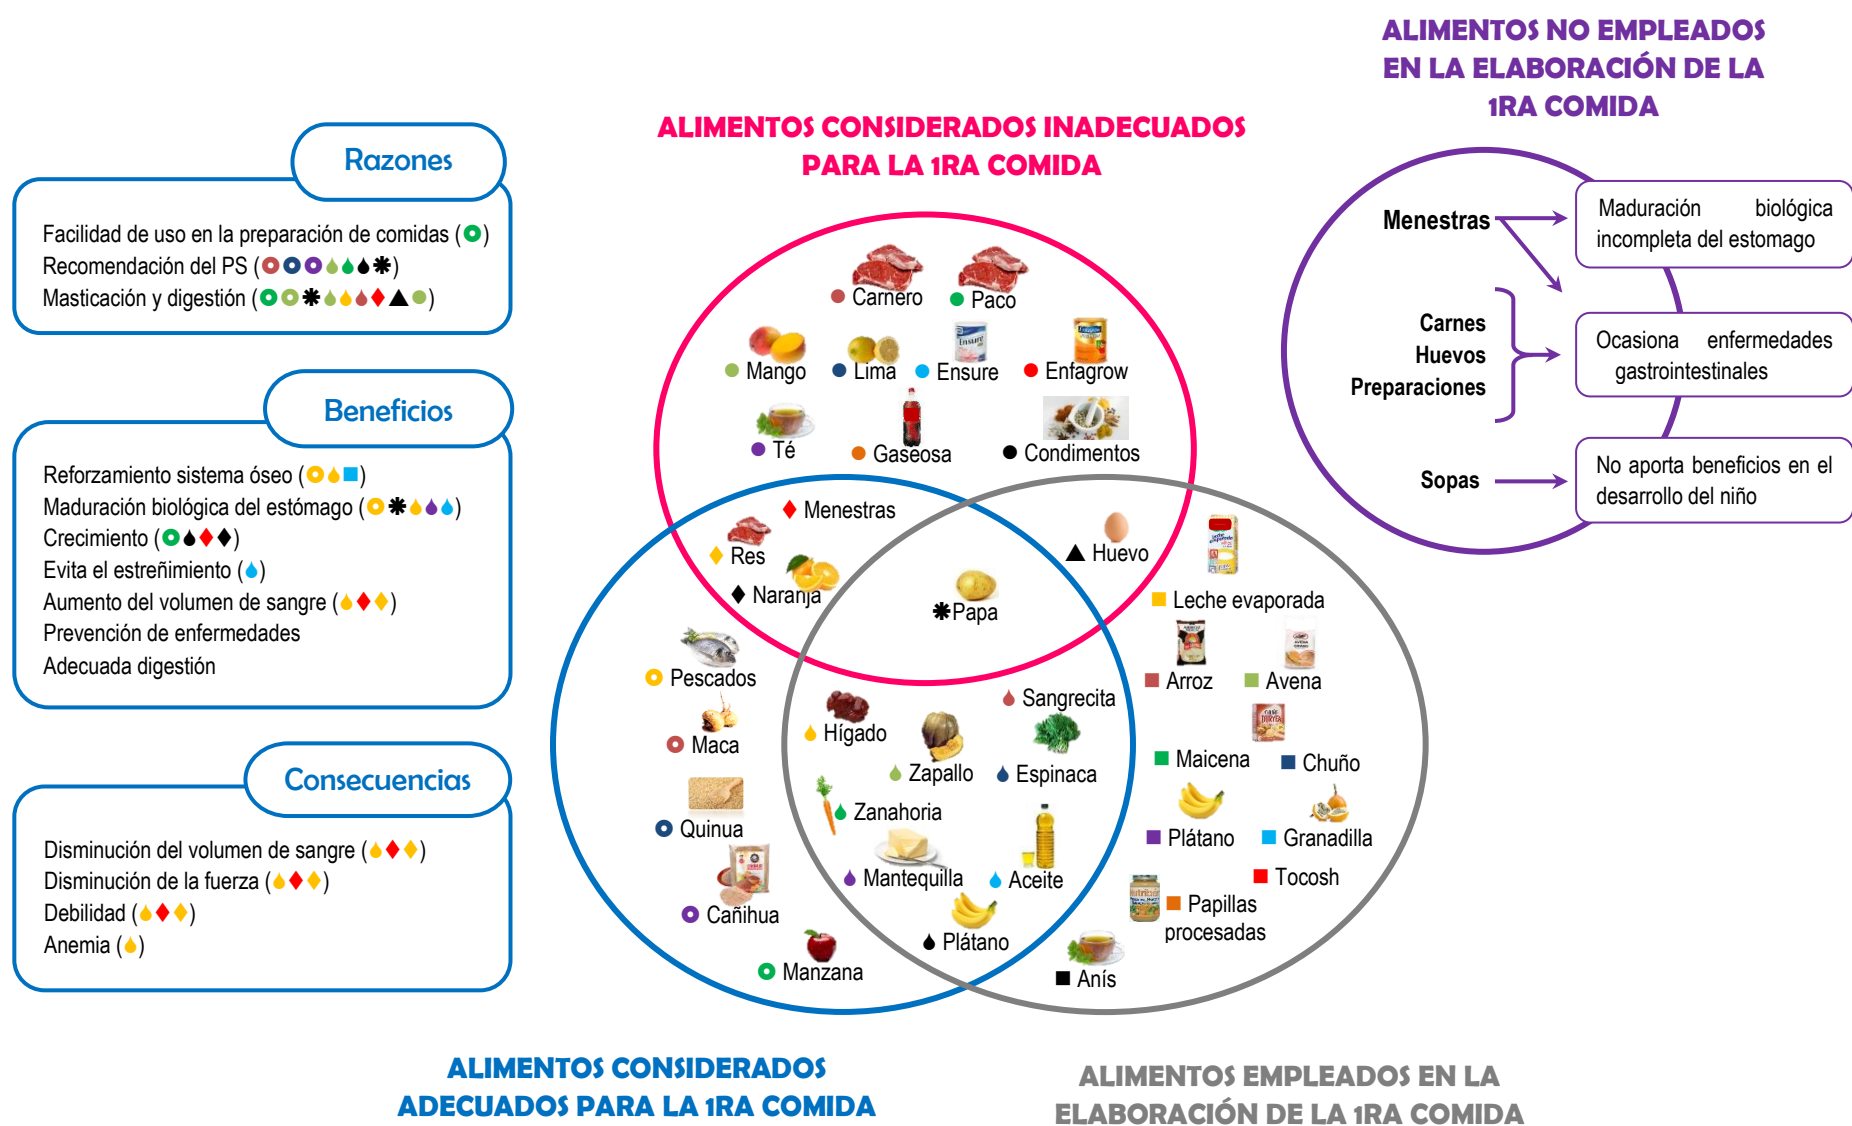 ALIMENTOS NO EMPLEADOS
EN LA ELABORACIÓN DE LA
1RA COMIDA
ALIMENTOS CONSIDERADOS INADECUADOS
PARA LA 1RA COMIDA
Razones
Facilidad de uso en la preparación de comidas ( )
Recomendación del PS ( )
Masticación y digestión ( )
Beneficios
Reforzamiento sistema óseo ( )
Maduración biológica del estómago ( )
Crecimiento ( )
Evita el estreñimiento ( )
Aumento del volumen de sangre ( )
Prevención de enfermedades
Adecuada digestión
Consecuencias
Disminución del volumen de sangre ( )
Disminución de la fuerza ( )
Debilidad ( )
Anemia ( )
Carnero
Paco
Mango
Lima
Ensure
Enfagrow
Té
Gaseosa
Condimentos
Menestras
Res
Naranja
Huevo
Papa
Pescados
Maca
Quinua
Cañihua
Manzana
Sangrecita
Hígado
Zapallo
Espinaca
Zanahoria
Mantequilla
Aceite
Plátano
Leche evaporada
Arroz
Avena
Maicena
Chuño
Plátano
Granadilla
Tocosh
Papillas
procesadas
Anís
Menestras
Maduración biológica
incompleta del estomago
Carnes
Huevos
Preparaciones
Ocasiona enfermedades
gastrointestinales
Sopas
No aporta beneficios en el
desarrollo del niño
ALIMENTOS CONSIDERADOS
ADECUADOS PARA LA 1RA COMIDA
ALIMENTOS EMPLEADOS EN LA
ELABORACIÓN DE LA 1RA COMIDA